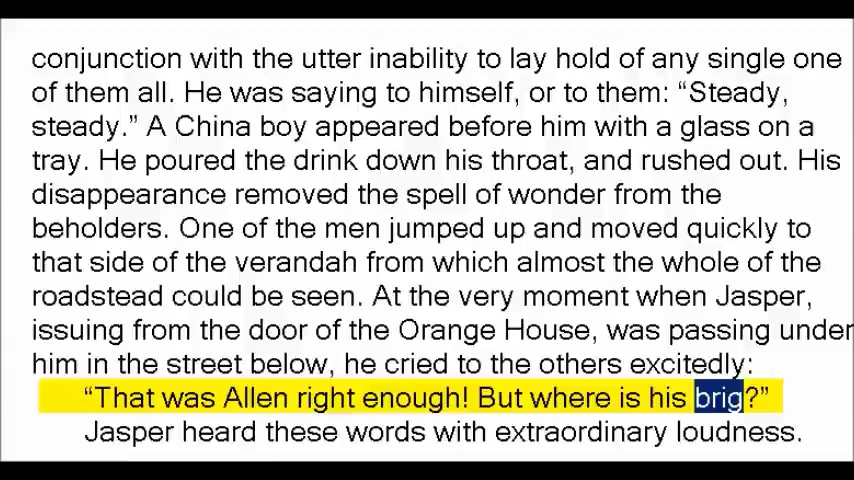 conjunction with the utter inability to lay hold of any single one
of them all. He was saying to himself, or to them: “Steady,
steady.” A China boy appeared before him with a glass on a
tray. He poured the drink down his throat, and rushed out. His
disappearance removed the spell of wonder from the
beholders. One of the men jumped up and moved quickly to
that side of the verandah from which almost the whole of the
roadstead could be seen. At the very moment when Jasper,
issuing from the door of the Orange House, was passing under
him in the street below, he cried to the others excitedly:
“That was Allen right enough! But where is his brig?”
Jasper heard these words with extraordinary loudness.